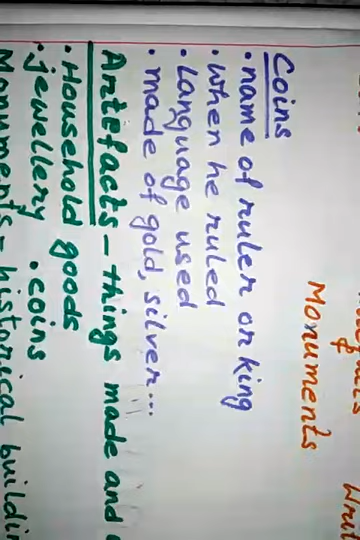 Monuments
Coins
• name of ruler or king
• when he ruled
• Language used
• made of gold, silver...
Artefacts – things made and
• Household goods
• jewellery • coins
Monuments – historical